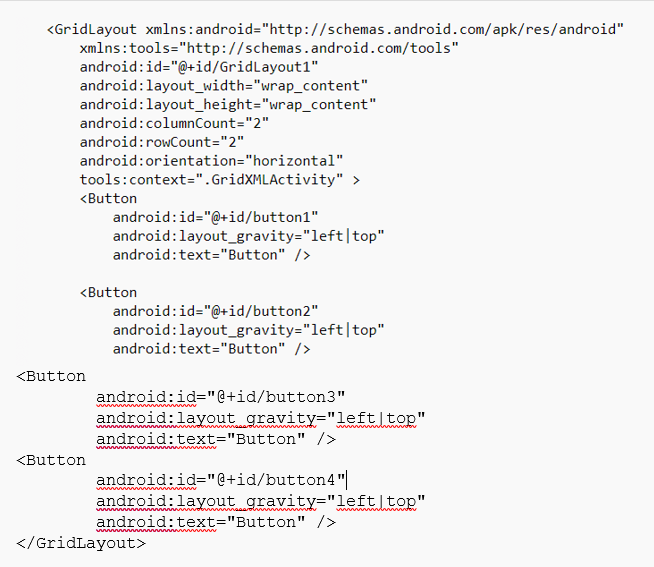 <GridLayout xmlns:android="http://schemas.android.com/apk/res/android"
xmlns:tools="http://schemas.android.com/tools"
android:id="@+id/GridLayout1"
android:layout_width="wrap_content"
android:layout_height="wrap_content"
android:columnCount="2"
android:rowCount="2"
android:orientation="horizontal"
tools:context=".GridXMLActivity" >
<Button
android:id="@+id/button1"
android:layout_gravity="left|top"
android:text="Button" />
<Button
android:id="@+id/button2"
android:layout_gravity="left|top"
android:text="Button" />
<Button
android:id="@+id/button3"
android:layout_gravity="left|top"
android:text="Button" />
<Button
android:id="@+id/button4"
android:layout_gravity="left|top"
android:text="Button" />
</GridLayout>